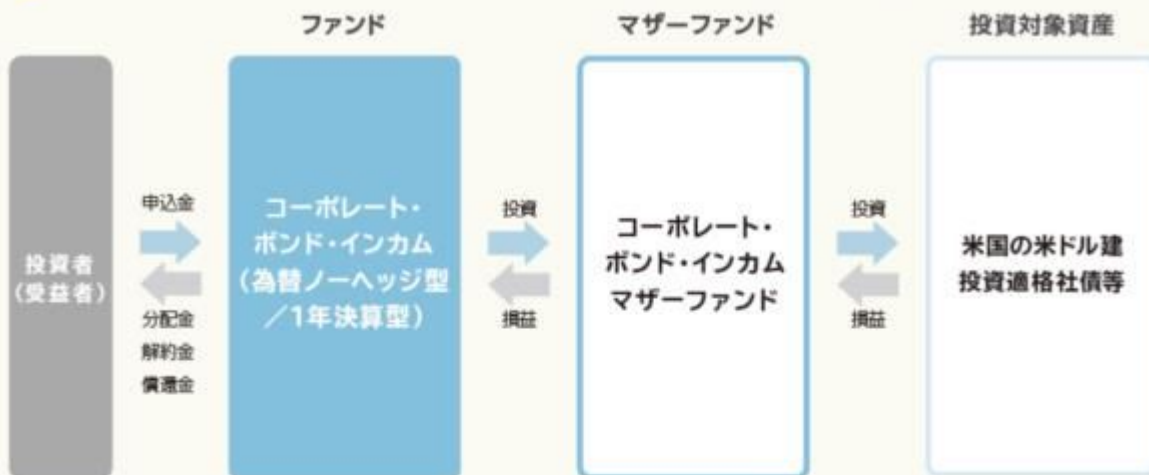 ファンド
マザーファンド
投資対象資産
投資者
（受益者）
申込金
分配金
解約金
償還金
コーポレート・
ボンド・インカム
（為替ノーヘッジ型
／1年決算型）
投資
損益
コーポレート・
ボンド・インカム
マザーファンド
投資
損益
米国の米ドル建
投資適格社債等